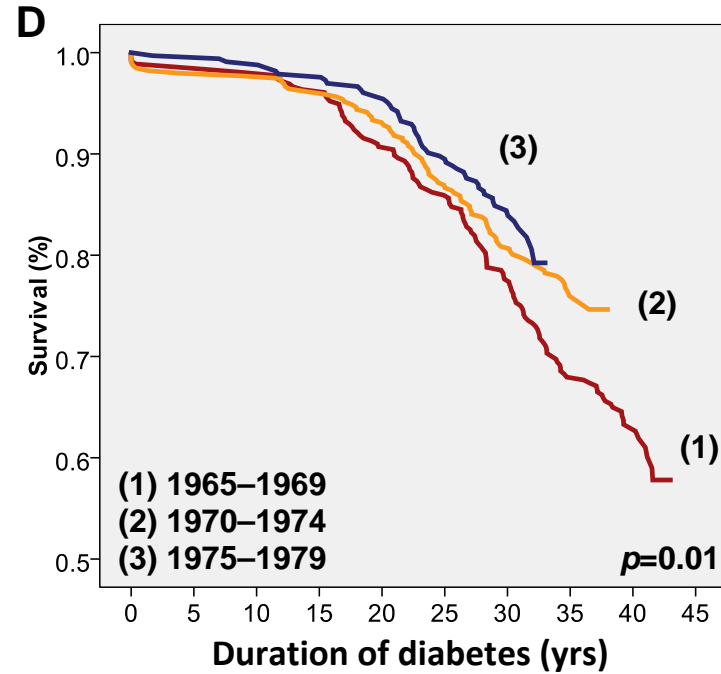 D
Survival (%)
1.0
0.9
0.8
0.7
0.6
0.5
(3)
(2)
(1)
(1) 1965–1969
(2) 1970–1974
(3) 1975–1979
p=0.01
0 5 10 15 20 25 30 35 40 45
Duration of diabetes (yrs)